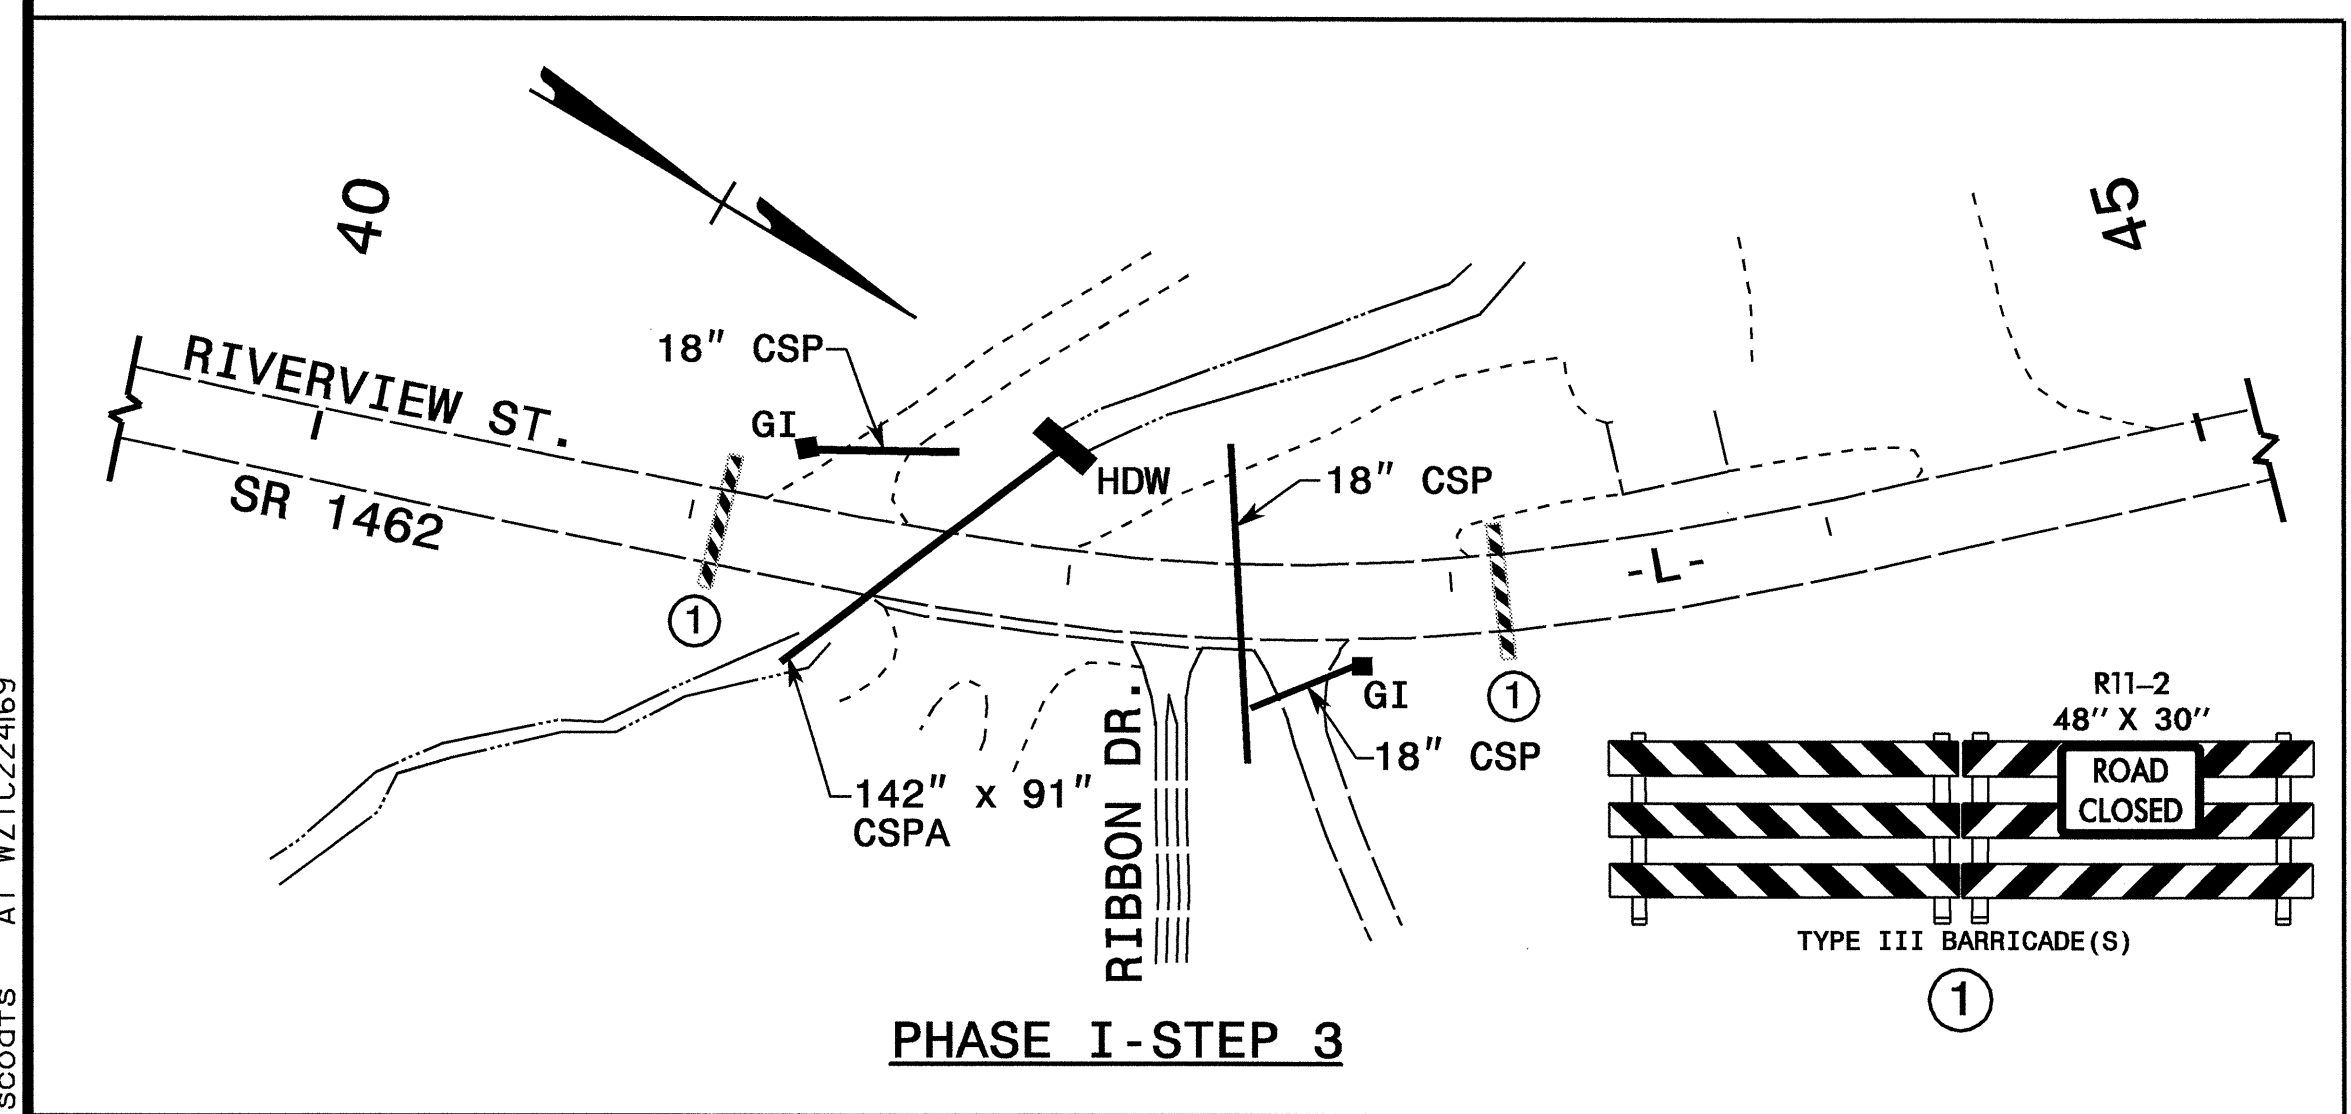 40
45
RIVERVIEW ST.
SR 1462
18" CSP
GI
HDW
18" CSP
-L-
1
1
GI
18" CSP
142" x 91"
CSPA
RIBBON DR.
R11-2
48" X 30"
ROAD
CLOSED
TYPE III BARRICADE(S)
1
PHASE I-STEP 3